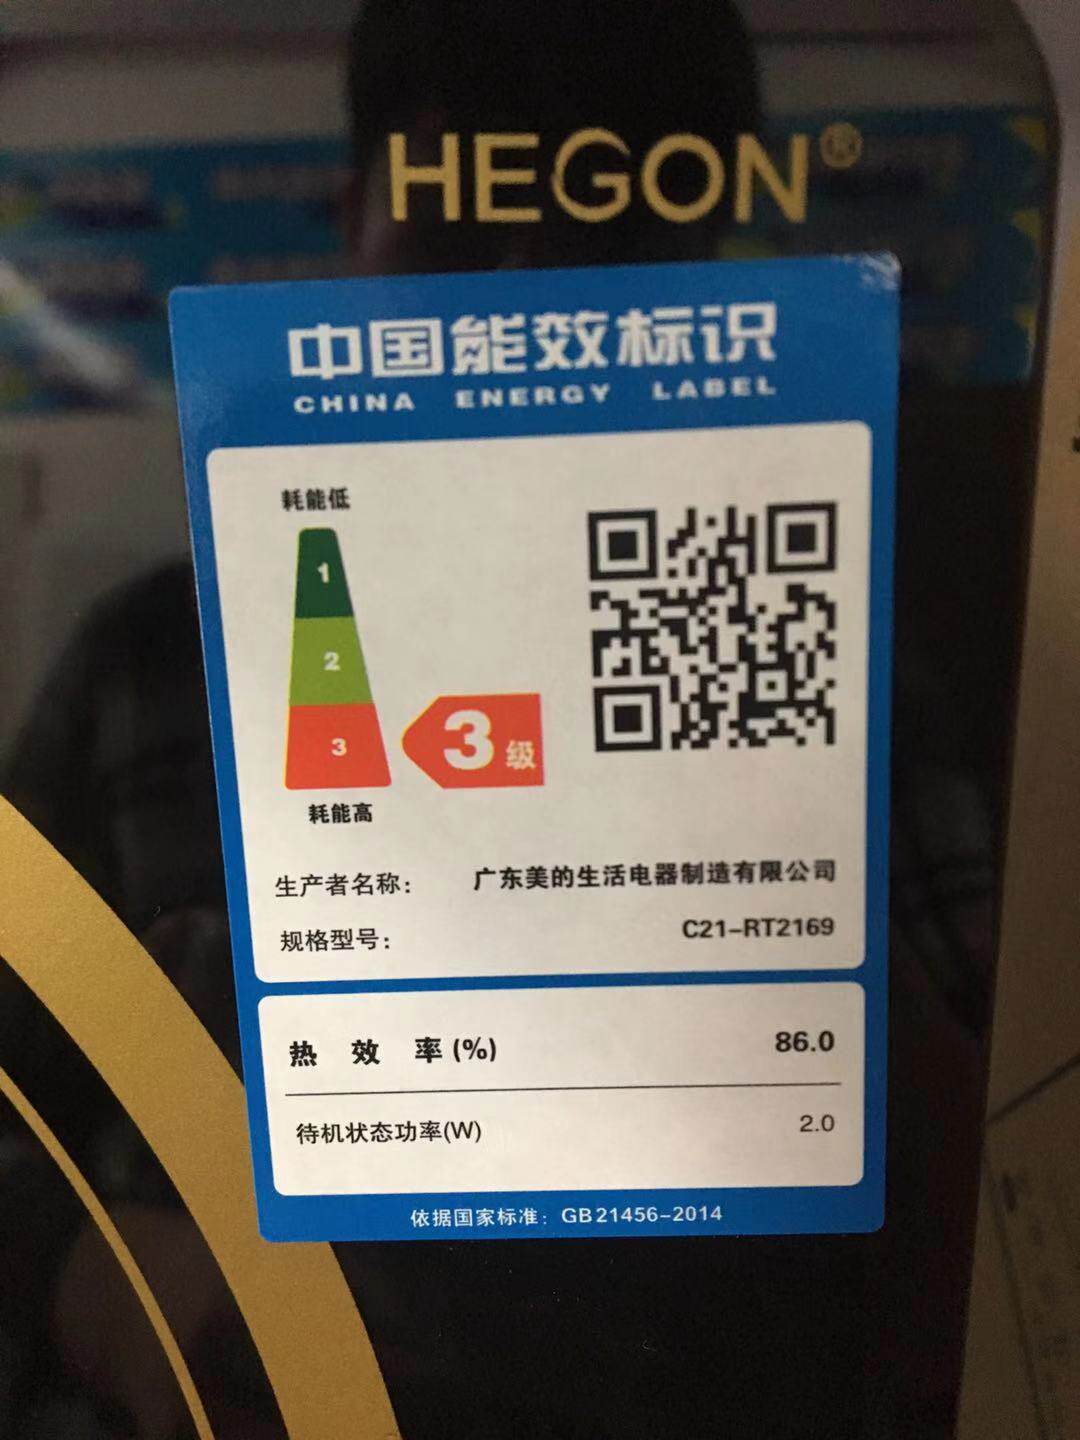 HEGON®
中国能效标识
CHINA ENERGY LABEL
耗能低
1
2
3
3级
耗能高
生产者名称: 广东美的生活电器制造有限公司
规格型号: C21-RT2169
热效率(%) 86.0
待机状态功率(W) 2.0
依据国家标准: GB21456-2014